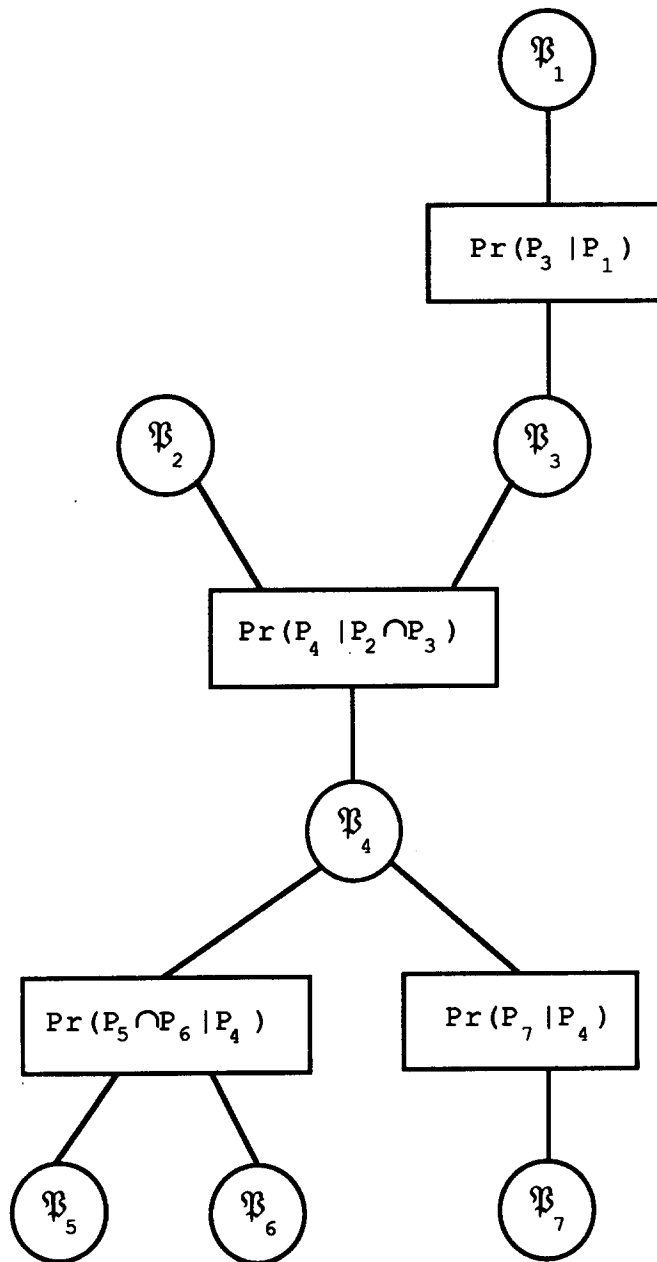 𝔓₁
Pr(P₃ |P₁)
𝔓₂ 𝔓₃
Pr(P₄ |P₂∩P₃)
𝔓₄
Pr(P₅∩P₆|P₄) Pr(P₇|P₄)
𝔓₅ 𝔓₆ 𝔓₇